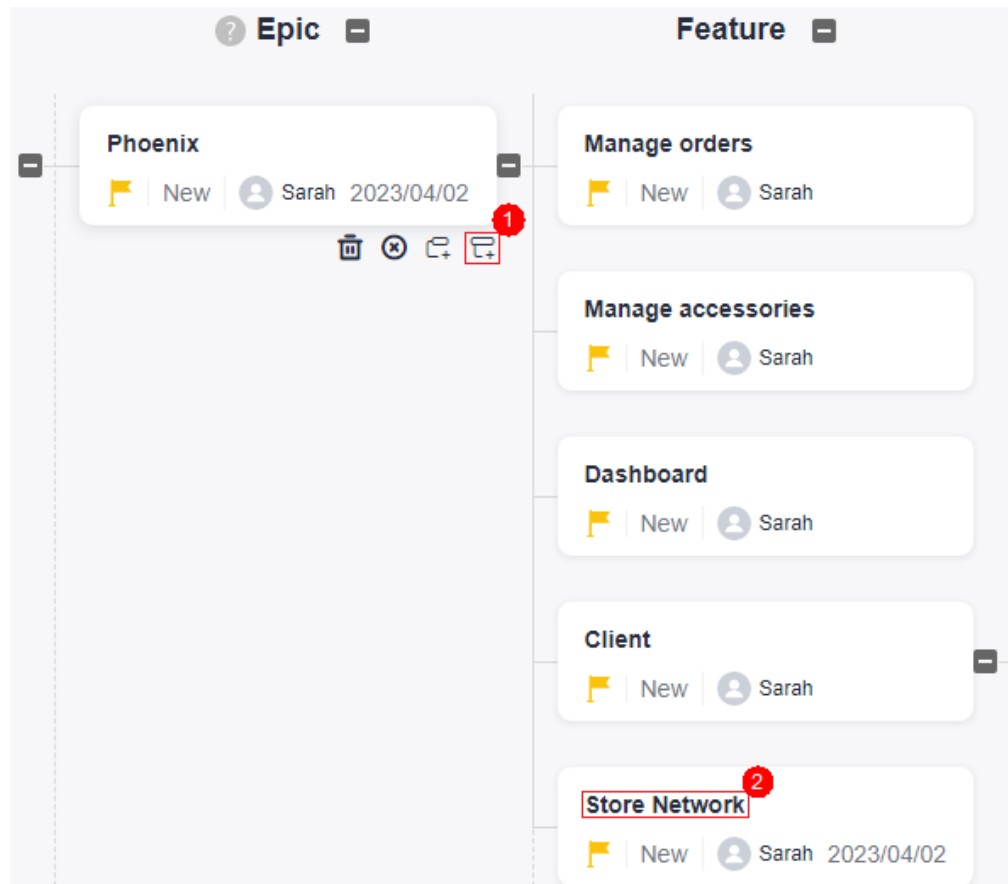 ? Epic
Feature
Phoenix
New Sarah 2023/04/02
1
Manage orders
New Sarah
Manage accessories
New Sarah
Dashboard
New Sarah
Client
New Sarah
2
Store Network
New Sarah 2023/04/02